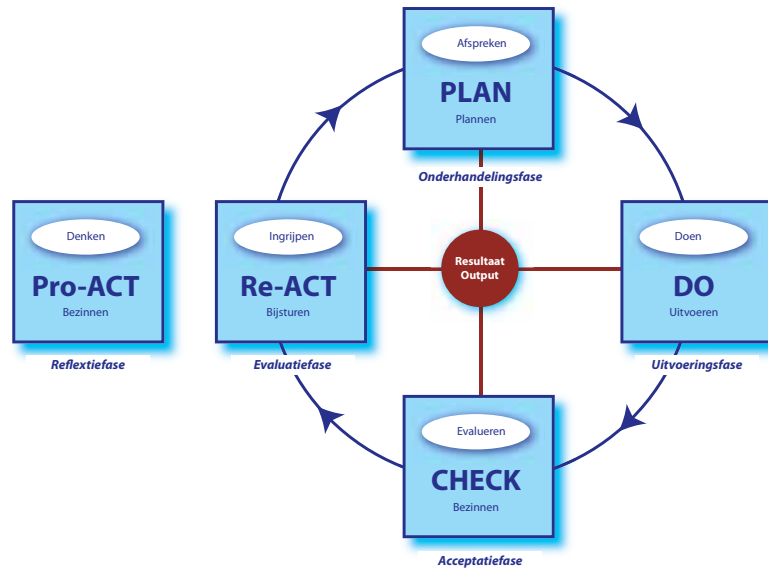 Afspreken
PLAN
Plannen
Onderhandelingsfase
Denken
Pro-ACT
Bezinnen
Reflextiefase
Ingrijpen
Re-ACT
Bijsturen
Evaluatiefase
Resultaat
Output
Doen
DO
Uitvoeren
Uitvoeringsfase
Evalueren
CHECK
Bezinnen
Acceptatiefase